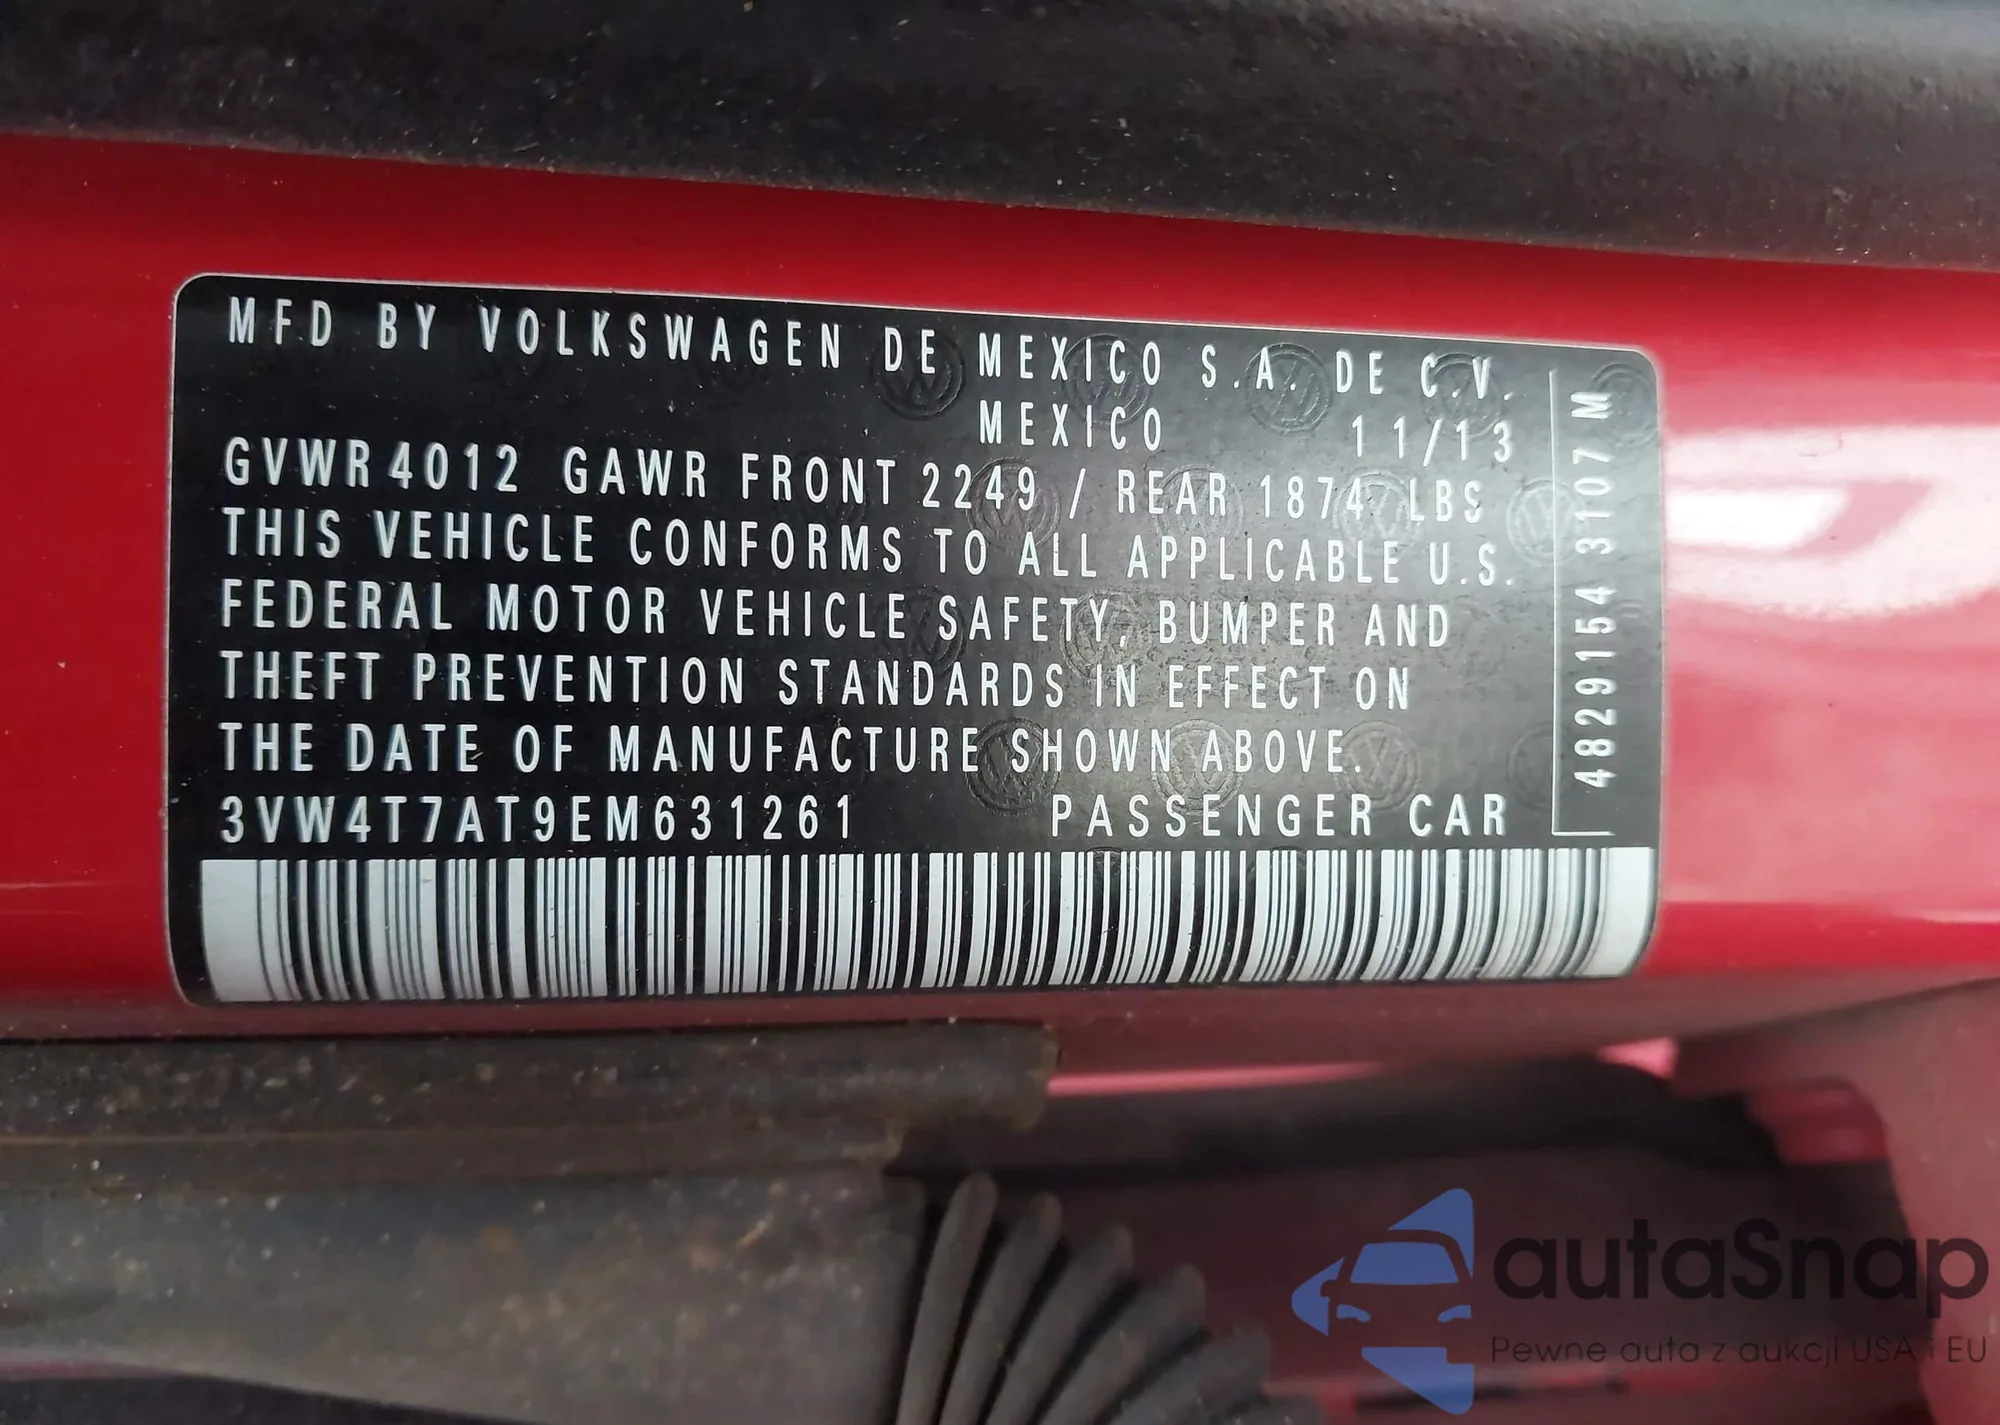 MFD BY VOLKSWAGEN DE MEXICO S.A. DE C.V.
MEXICO 11/13
GVWR 4012 GAWR FRONT 2249 / REAR 1874 LBS
THIS VEHICLE CONFORMS TO ALL APPLICABLE U.S.
FEDERAL MOTOR VEHICLE SAFETY, BUMPER AND
THEFT PREVENTION STANDARDS IN EFFECT ON
THE DATE OF MANUFACTURE SHOWN ABOVE.
3VW4T7AT9EM631261 PASSENGER CAR
4829154 3107 M
autaSnap
Pewne auta z aukcji USA i EU